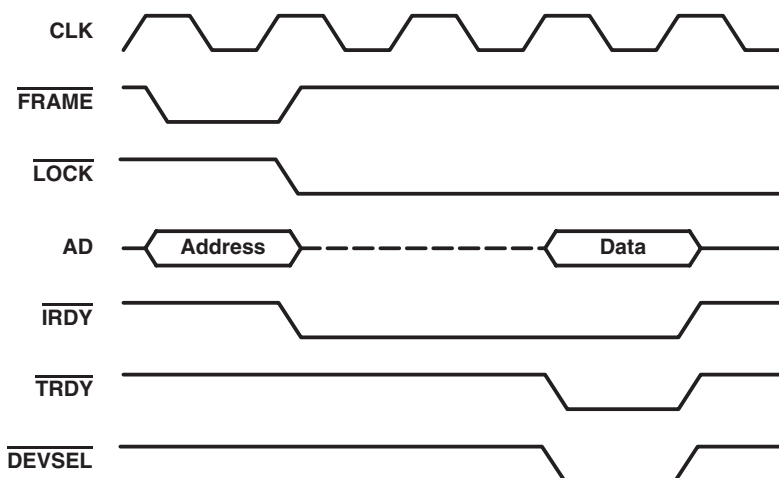 CLK
FRAME
LOCK
AD Address Data
IRDY
TRDY
DEVSEL